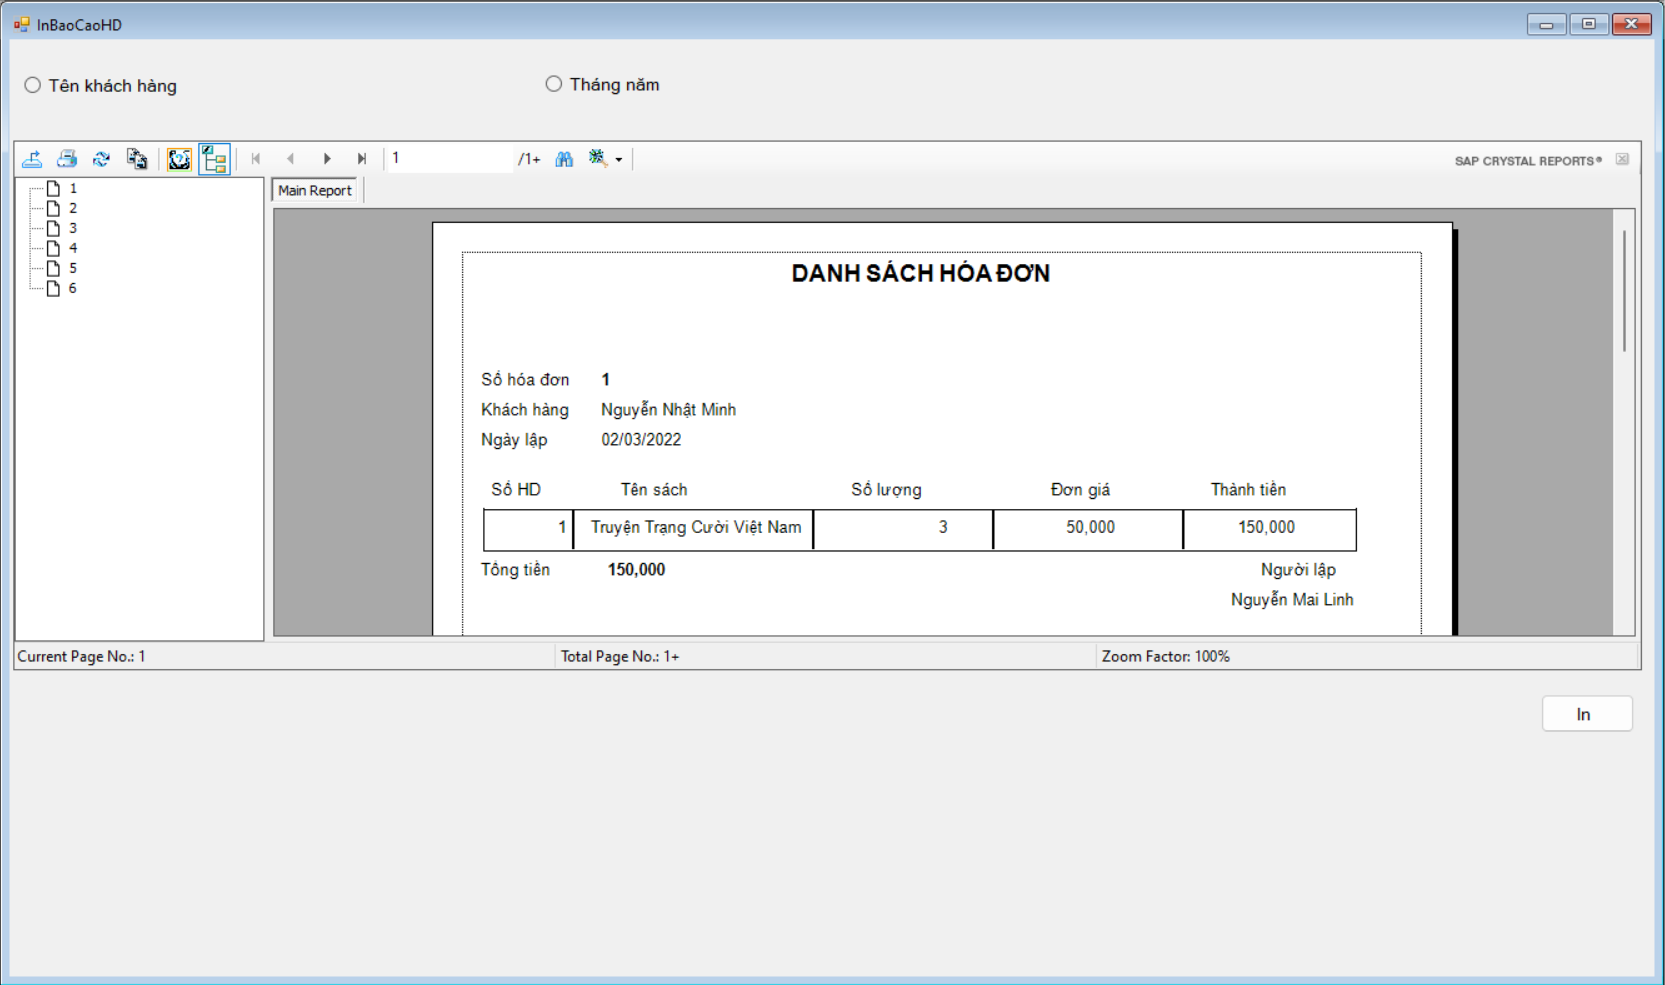 InBaoCaoHD
Tên khách hàng
Tháng năm
1
/1+
SAP CRYSTAL REPORTS®
1
2
3
4
5
6
Main Report
DANH SÁCH HÓA ĐƠN
Số hóa đơn 1
Khách hàng Nguyễn Nhật Minh
Ngày lập 02/03/2022
Số HD Tên sách Số lượng Đơn giá Thành tiền
1 Truyện Trạng Cười Việt Nam 3 50,000 150,000
Tổng tiền 150,000 Người lập
Nguyễn Mai Linh
Current Page No.: 1 Total Page No.: 1+ Zoom Factor: 100%
In